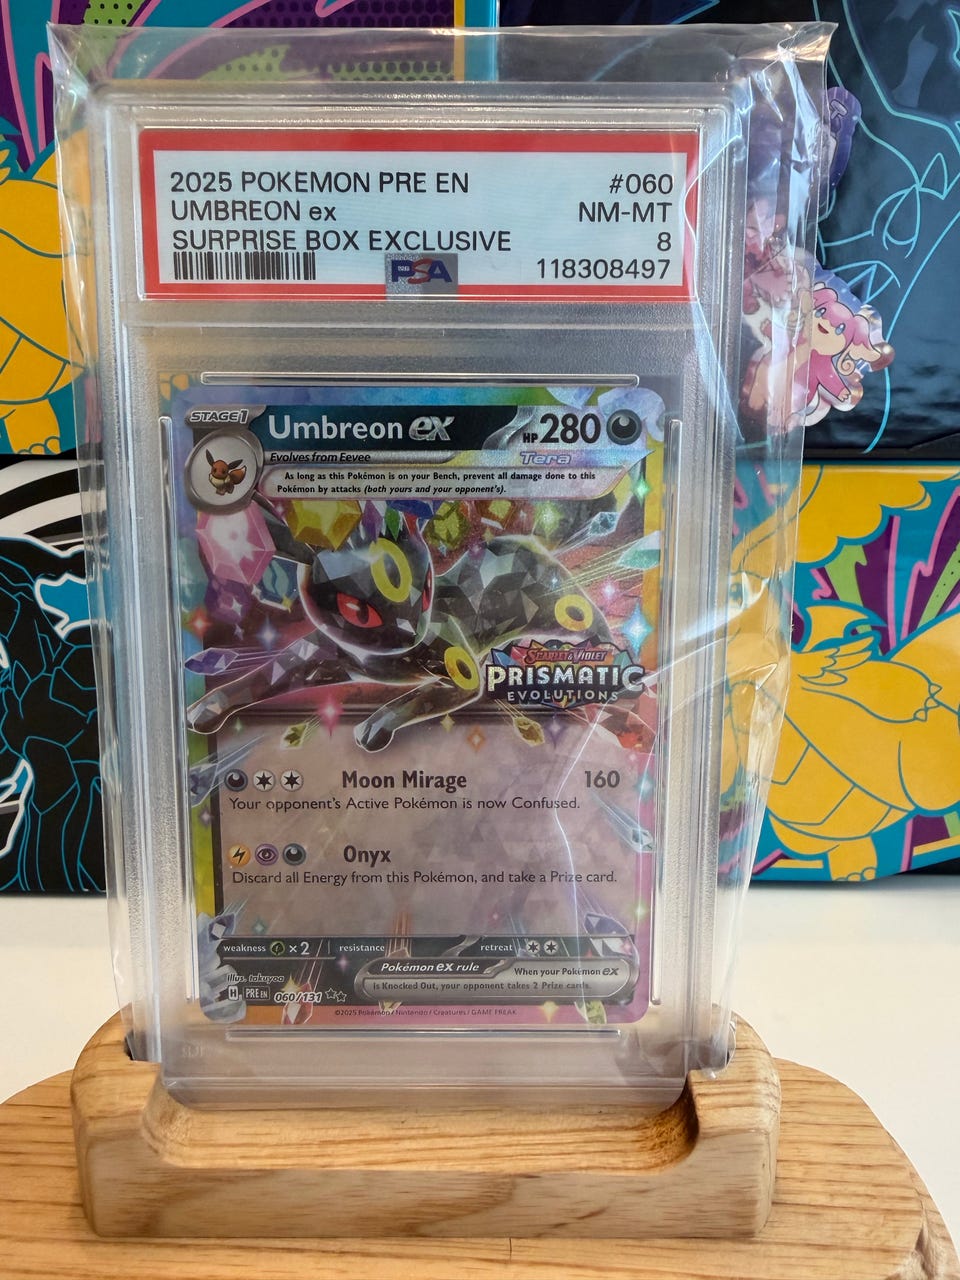 2025 POKEMON PRE EN #060
UMBREON ex NM-MT
SURPRISE BOX EXCLUSIVE 8
PSA 118308497
STAGE1 Umbreon ex HP280
Evolves from Eevee Tera
As long as this Pokémon is on your Bench, prevent all damage done to this
Pokémon by attacks (both yours and your opponent's).
SCARLET & VIOLET
PRISMATIC
EVOLUTIONS
Moon Mirage 160
Your opponent's Active Pokémon is now Confused.
Onyx
Discard all Energy from this Pokémon, and take a Prize card.
weakness ×2 resistance retreat
Pokémon ex rule When your Pokémon ex
is Knocked Out, your opponent takes 2 Prize cards.
Illus. takuyoa
H PRE EN 060/131
©2025 Pokémon / Nintendo / Creatures / GAME FREAK